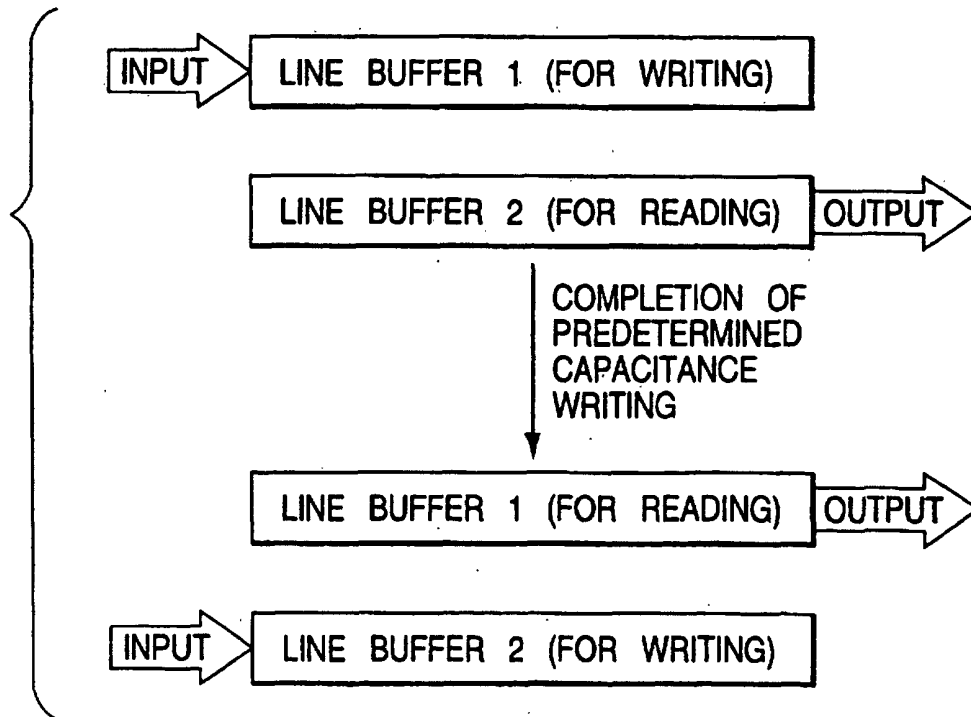 INPUT LINE BUFFER 1 (FOR WRITING)
LINE BUFFER 2 (FOR READING) OUTPUT
COMPLETION OF
PREDETERMINED
CAPACITANCE
WRITING
LINE BUFFER 1 (FOR READING) OUTPUT
INPUT LINE BUFFER 2 (FOR WRITING)